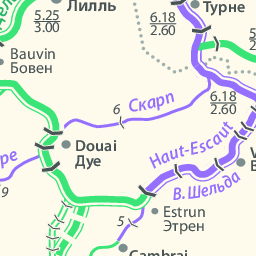 Лилль
Турне
5.25
3.00
6.18
2.60
Bauvin
Бовен
6
Скарп
6.18
2.60
Douai
Дуе
Haut-Escaut
В.Шельда
Estrun
Этрен
5
Cambrai